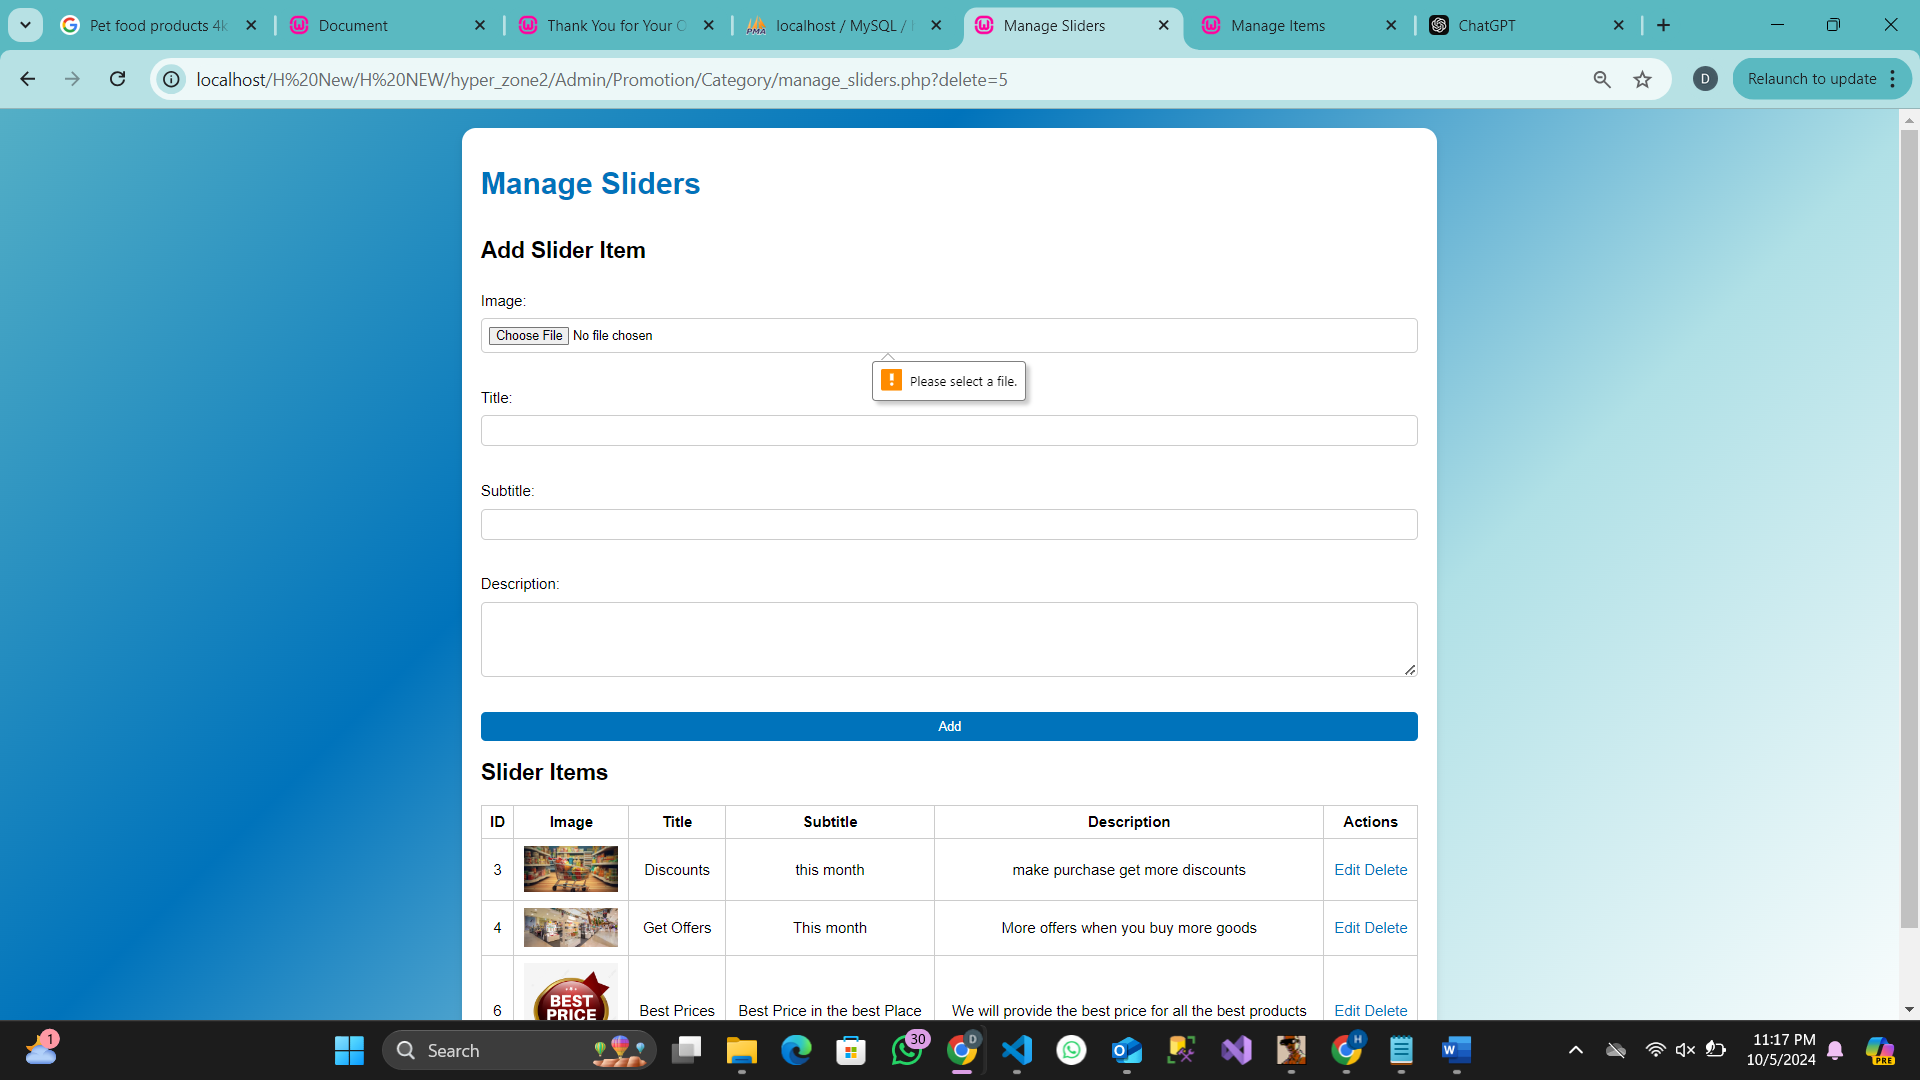 Pet food products 4k
Document
Thank You for Your O
localhost / MySQL /
Manage Sliders
Manage Items
ChatGPT
localhost/H%20New/H%20NEW/hyper_zone2/Admin/Promotion/Category/manage_sliders.php?delete=5
D
Relaunch to update
Manage Sliders
Add Slider Item
Image:
Choose File No file chosen
Please select a file.
Title:
Subtitle:
Description:
Add
Slider Items
ID Image Title Subtitle Description Actions
3 Discounts this month make purchase get more discounts Edit Delete
4 Get Offers This month More offers when you buy more goods Edit Delete
BEST
PRICE
6 Best Prices Best Price in the best Place We will provide the best price for all the best products Edit Delete
1
Search
30
D
H
11:17 PM
10/5/2024
PRE